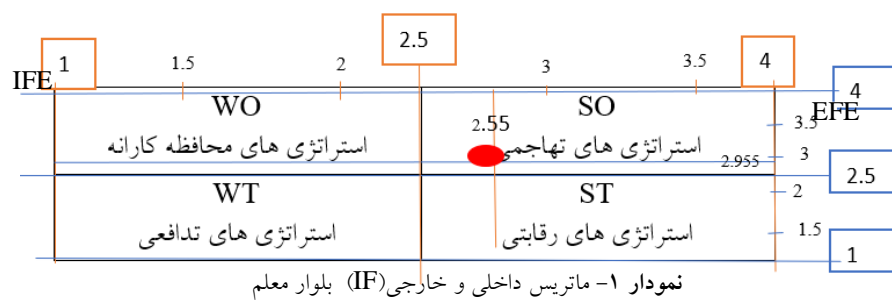 1
1.5
2
2.5
3
3.5
4
IFE
4
EFE
WO
SO
2.55
3.5
استراتژی های محافظه کارانه
استراتژی های تهاجمی
2.955
3
2.5
WT
ST
2
استراتژی های تدافعی
استراتژی های رقابتی
1.5
1
نمودار ۱- ماتریس داخلی و خارجی(IF) بلوار معلم